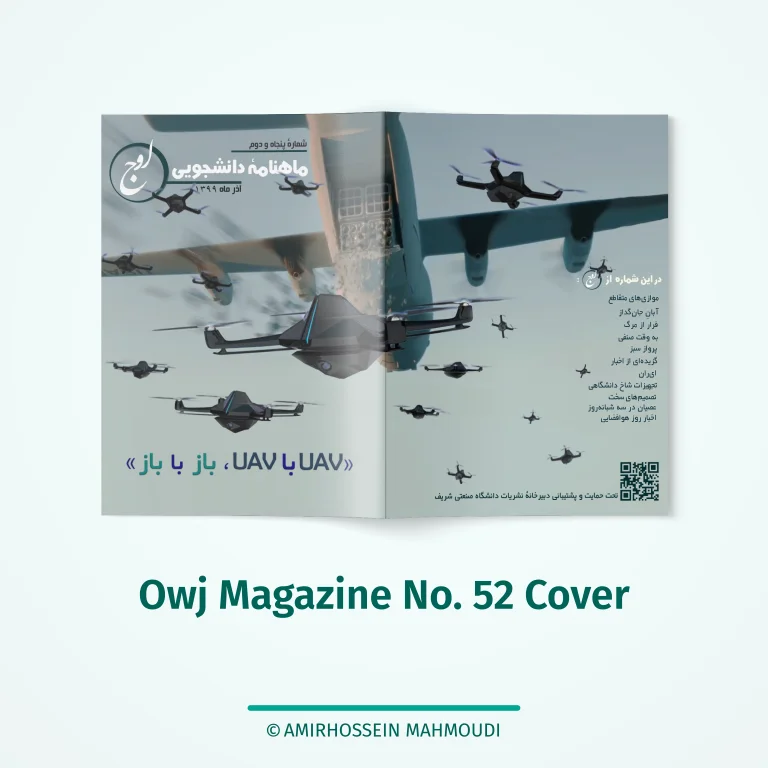 شمارهٔ پنجاه و دوم
ماهنامهٔ دانشجویی
اوج
آذر ماه ۱۳۹۹
«UAV با UAV، باز با باز»
در این شماره از اوج :
موازی‌های متقاطع
آبانِ جان‌گداز
فرار از مرگ
به وقت صنفی
پرواز سبز
گزیده‌ای از اخبار
ای‌ران
تجهیزات شاخ دانشگاهی
تصمیم‌های سخت
عصیان در سه شبانه‌روز
اخبار روز هوافضایی
تحت حمایت و پشتیبانی دبیرخانهٔ نشریات دانشگاه صنعتی شریف
Owj Magazine No. 52 Cover
© AMIRHOSSEIN MAHMOUDI